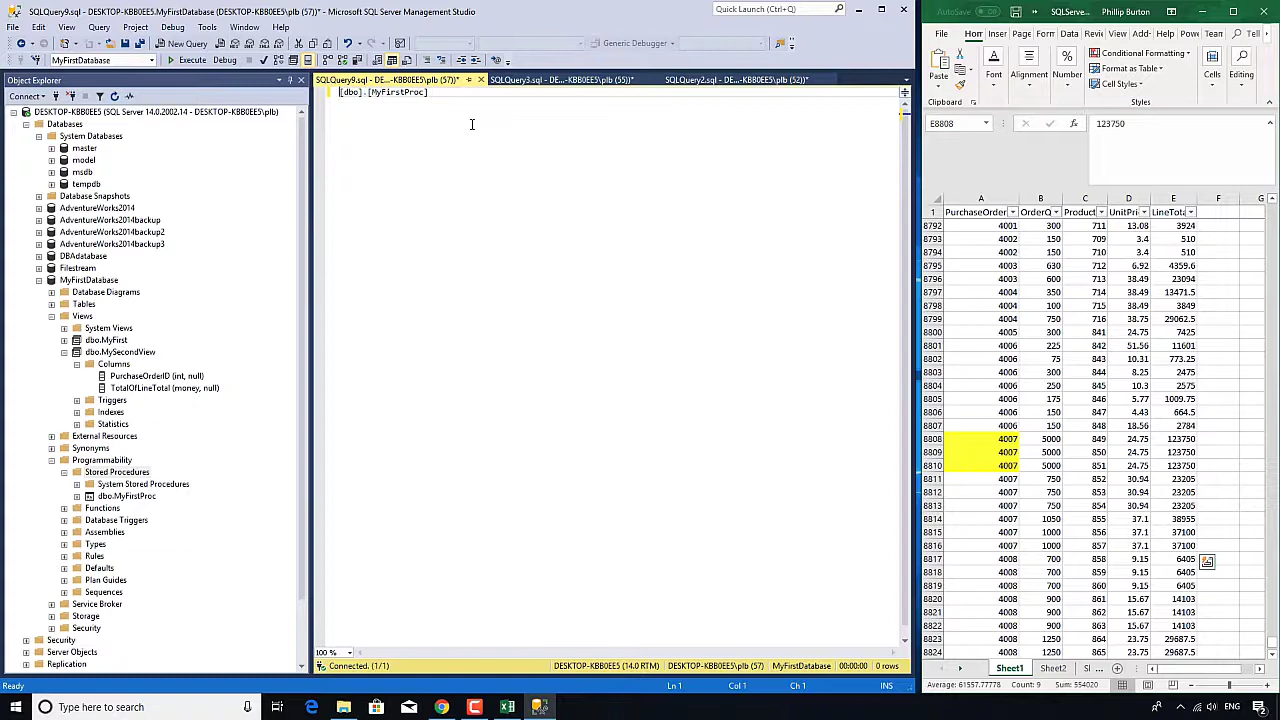 SQLQuery9.sql - DESKTOP-KBB0EE5.MyFirstDatabase (DESKTOP-KBB0EE5\plb (57))* - Microsoft SQL Server Management Studio
Quick Launch (Ctrl+Q)
File Edit View Query Project Debug Tools Window Help
New Query
Generic Debugger
MyFirstDatabase
Execute Debug
Object Explorer
Connect
DESKTOP-KBB0EE5 (SQL Server 14.0.2002.14 - DESKTOP-KBB0EE5\plb)
Databases
System Databases
master
model
msdb
tempdb
Database Snapshots
AdventureWorks2014
AdventureWorks2014backup
AdventureWorks2014backup2
AdventureWorks2014backup3
DBAdatabase
Filestream
MyFirstDatabase
Database Diagrams
Tables
Views
System Views
dbo.MyFirst
dbo.MySecondView
Columns
PurchaseOrderID (int, null)
TotalOfLineTotal (money, null)
Triggers
Indexes
Statistics
External Resources
Synonyms
Programmability
Stored Procedures
System Stored Procedures
dbo.MyFirstProc
Functions
Database Triggers
Assemblies
Types
Rules
Defaults
Plan Guides
Sequences
Service Broker
Storage
Security
Security
Server Objects
Replication
SQLQuery9.sql - DE...-KBB0EE5\plb (57))* SQLQuery3.sql - DE...-KBB0EE5\plb (55))* SQLQuery2.sql - DE...-KBB0EE5\plb (52))*
[dbo].[MyFirstProc]
100 %
Connected. (1/1) DESKTOP-KBB0EE5 (14.0 RTM) DESKTOP-KBB0EE5\plb (57) MyFirstDatabase 00:00:00 0 rows
Ready Ln 1 Col 1 Ch 1 INS
AutoSave Off SQLServe...
File Hor Inser Page For Data Revi View Add- Help Team Tell
Paste Font Alignment Number Conditional Formatting
Format as Table
Cell Styles
Cells Editing
Clipboard Styles
E8808 fx 123750
A B C D E F G
1 PurchaseOrder OrderQ Product UnitPri LineTota
8792 4001 300 711 13.08 3924
8793 4002 150 709 3.4 510
8794 4002 150 710 3.4 510
8795 4003 630 712 6.92 4359.6
8796 4003 600 713 38.49 23094
8797 4004 350 714 38.49 13471.5
8798 4004 100 715 38.49 3849
8799 4004 750 716 38.75 29062.5
8800 4005 300 841 24.75 7425
8801 4006 225 842 51.56 11601
8802 4006 75 843 10.31 773.25
8803 4006 300 844 8.25 2475
8804 4006 250 845 10.3 2575
8805 4006 175 846 5.77 1009.75
8806 4006 150 847 4.43 664.5
8807 4006 150 848 18.56 2784
8808 4007 5000 849 24.75 123750
8809 4007 5000 850 24.75 123750
8810 4007 5000 851 24.75 123750
8811 4007 750 852 30.94 23205
8812 4007 750 853 30.94 23205
8813 4007 750 854 30.94 23205
8814 4007 1050 855 37.1 38955
8815 4007 1000 856 37.1 37100
8816 4007 1000 857 37.1 37100
8817 4008 700 858 9.15 6405
8818 4008 700 859 9.15 6405
8819 4008 700 860 9.15 6405
8820 4008 900 861 15.67 14103
8821 4008 900 862 15.67 14103
8822 4008 900 863 15.67 14103
8823 4008 1250 864 23.75 29687.5
8824 4008 1250 865 23.75 29687.5
Sheet1 Sheet2 Sl ...
Average: 61557.77778 Count: 9 Sum: 554020
Type here to search
ENG